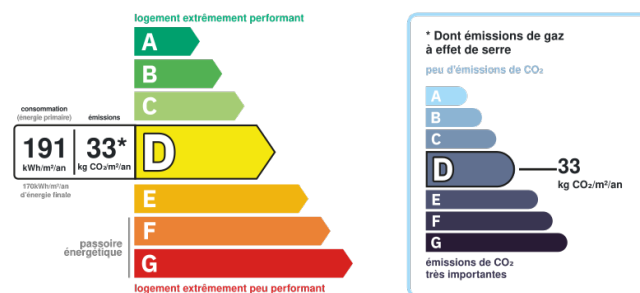 logement extrêmement performant
A
B
C
consommation
(énergie primaire)
émissions
191
kWh/m²/an
33*
kg CO₂/m²/an
D
170kWh/m²/an
d'énergie finale
E
F
G
passoire
énergétique
logement extrêmement peu performant
* Dont émissions de gaz
à effet de serre
peu d'émissions de CO₂
A
B
C
D
33
kg CO₂/m²/an
E
F
G
émissions de CO₂
très importantes